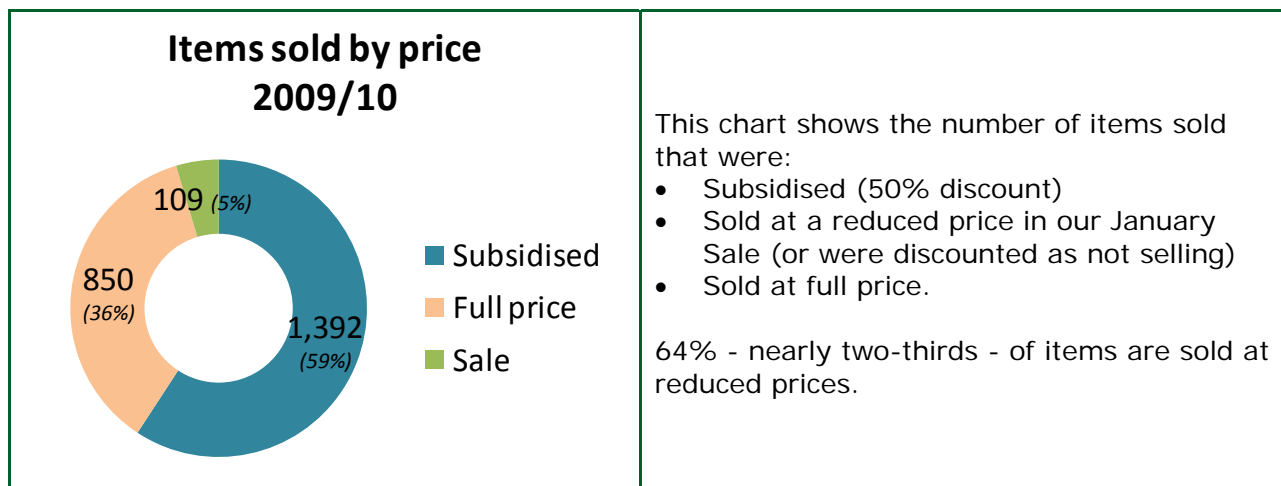 Items sold by price
2009/10
109 (5%)
850
(36%)
1,392
(59%)
Subsidised
Full price
Sale
This chart shows the number of items sold
that were:
• Subsidised (50% discount)
• Sold at a reduced price in our January
Sale (or were discounted as not selling)
• Sold at full price.
64% - nearly two-thirds - of items are sold at
reduced prices.